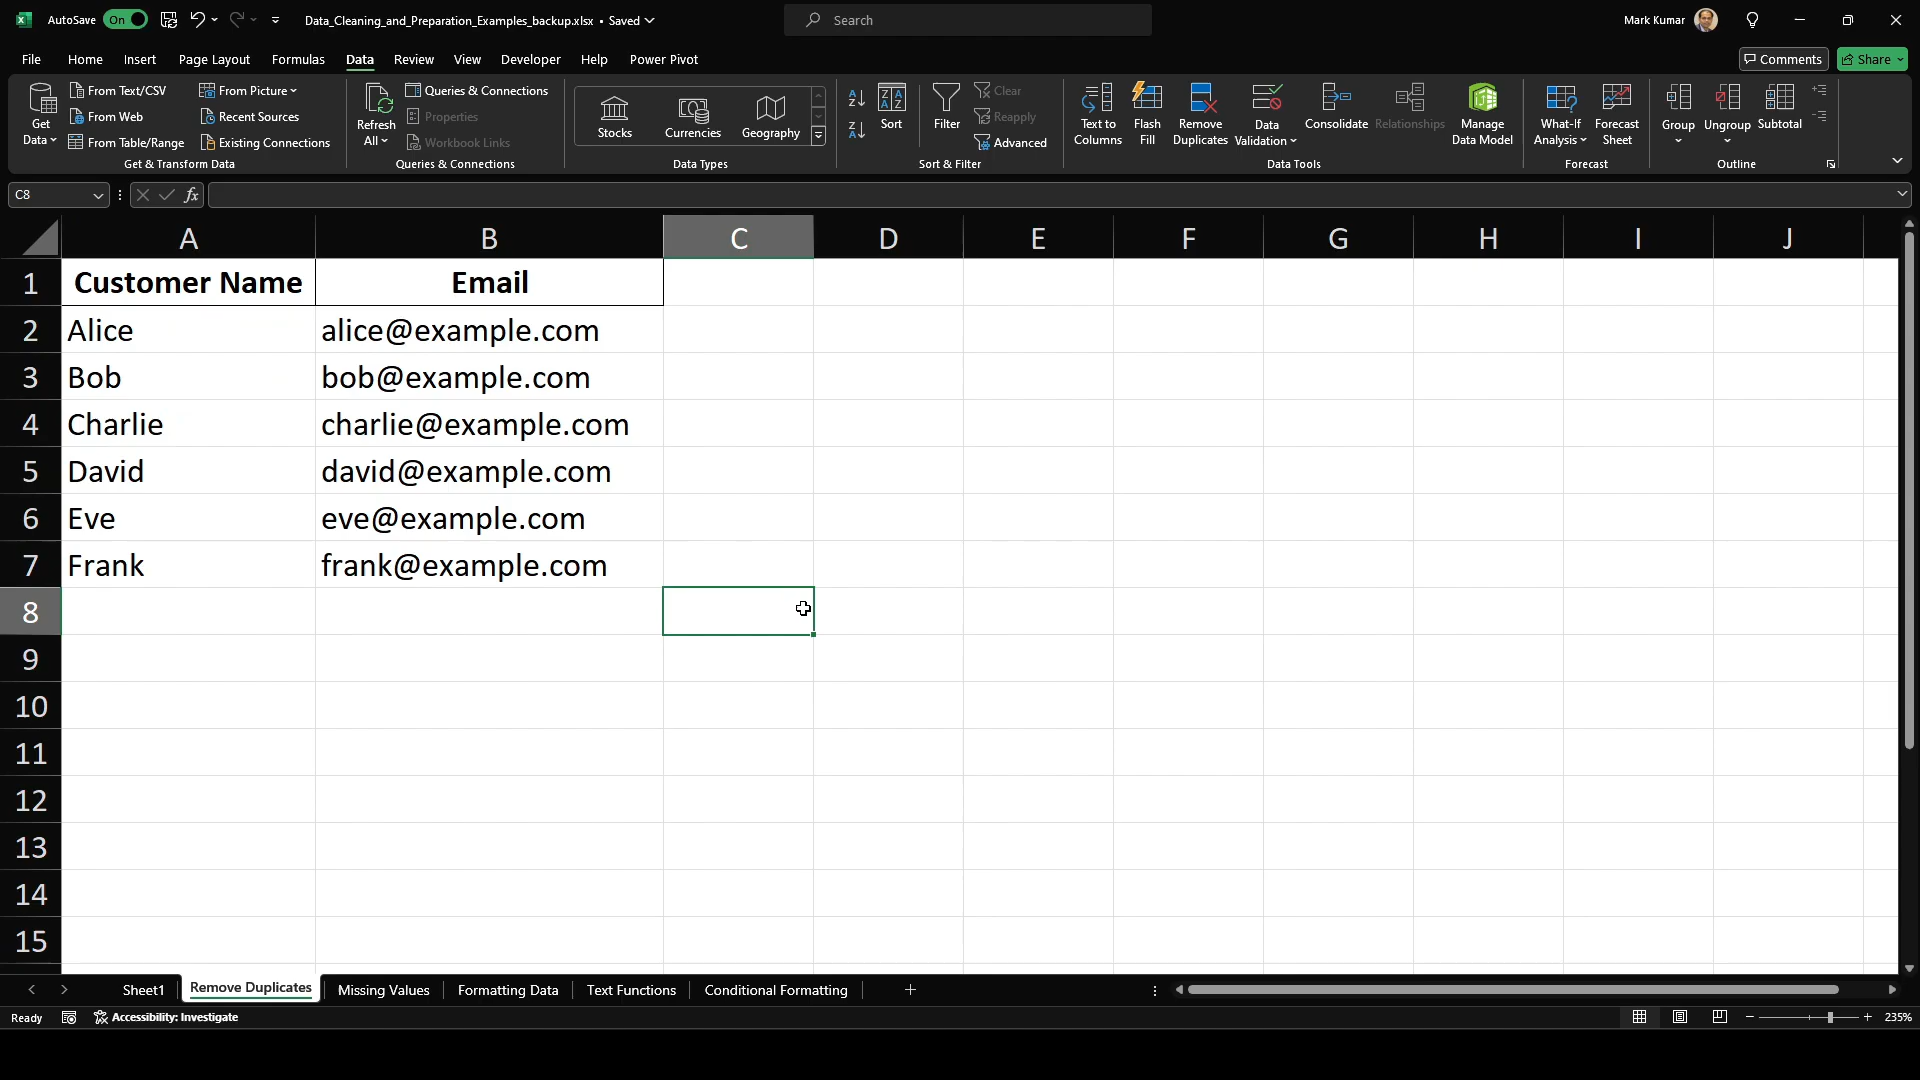 AutoSave On Data_Cleaning_and_Preparation_Examples_backup.xlsx • Saved Search Mark Kumar
File Home Insert Page Layout Formulas Data Review View Developer Help Power Pivot Comments Share
Get Data
From Text/CSV
From Web
From Table/Range
From Picture
Recent Sources
Existing Connections
Get & Transform Data
Refresh All
Queries & Connections
Properties
Workbook Links
Queries & Connections
Stocks Currencies Geography
Data Types
Sort
Filter
Clear
Reapply
Advanced
Sort & Filter
Text to Columns
Flash Fill
Remove Duplicates
Data Validation
Consolidate
Relationships
Manage Data Model
Data Tools
What-If Analysis
Forecast Sheet
Forecast
Group
Ungroup
Subtotal
Outline
C8 fx
A B C D E F G H I J
1 Customer Name Email
2 Alice alice@example.com
3 Bob bob@example.com
4 Charlie charlie@example.com
5 David david@example.com
6 Eve eve@example.com
7 Frank frank@example.com
8
9
10
11
12
13
14
15
Sheet1 Remove Duplicates Missing Values Formatting Data Text Functions Conditional Formatting
Ready Accessibility: Investigate 235%